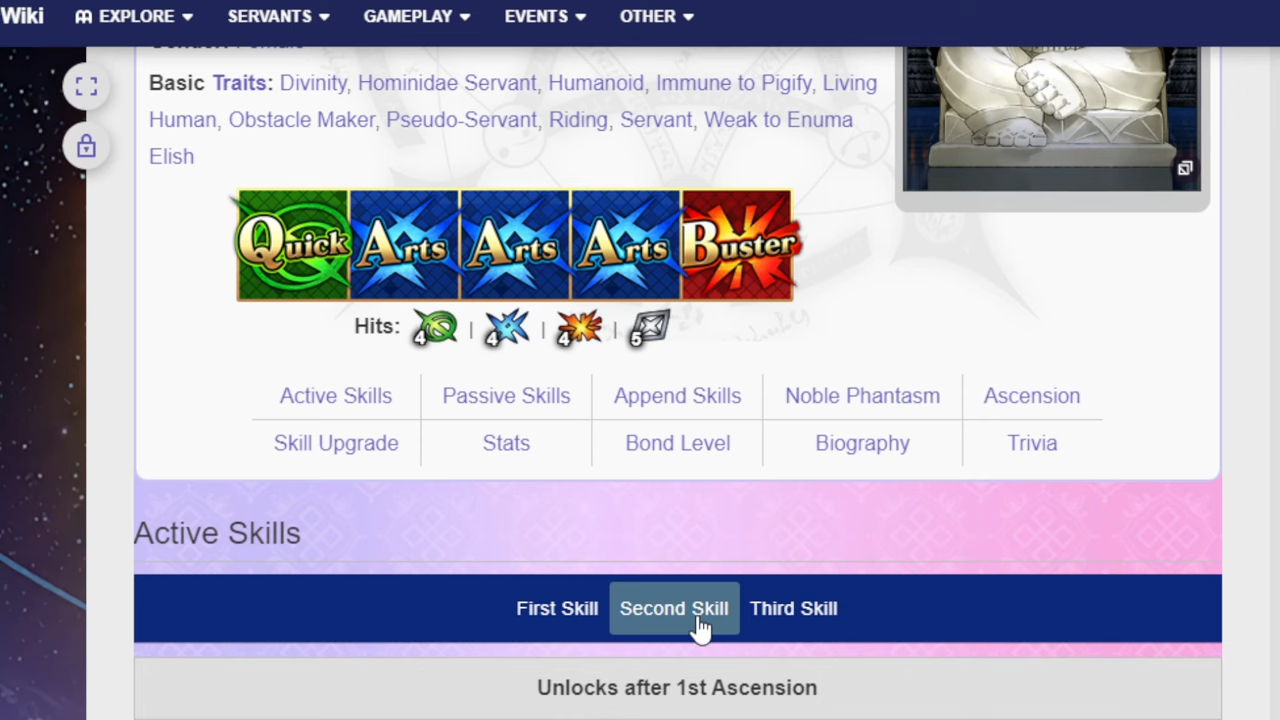 Wiki EXPLORE SERVANTS GAMEPLAY EVENTS OTHER
Basic Traits: Divinity, Hominidae Servant, Humanoid, Immune to Pigify, Living
Human, Obstacle Maker, Pseudo-Servant, Riding, Servant, Weak to Enuma
Elish
Quick Arts Arts Arts Buster
Hits: 4 | 4 | 4 | 5
Active Skills Passive Skills Append Skills Noble Phantasm Ascension
Skill Upgrade Stats Bond Level Biography Trivia
Active Skills
First Skill Second Skill Third Skill
Unlocks after 1st Ascension